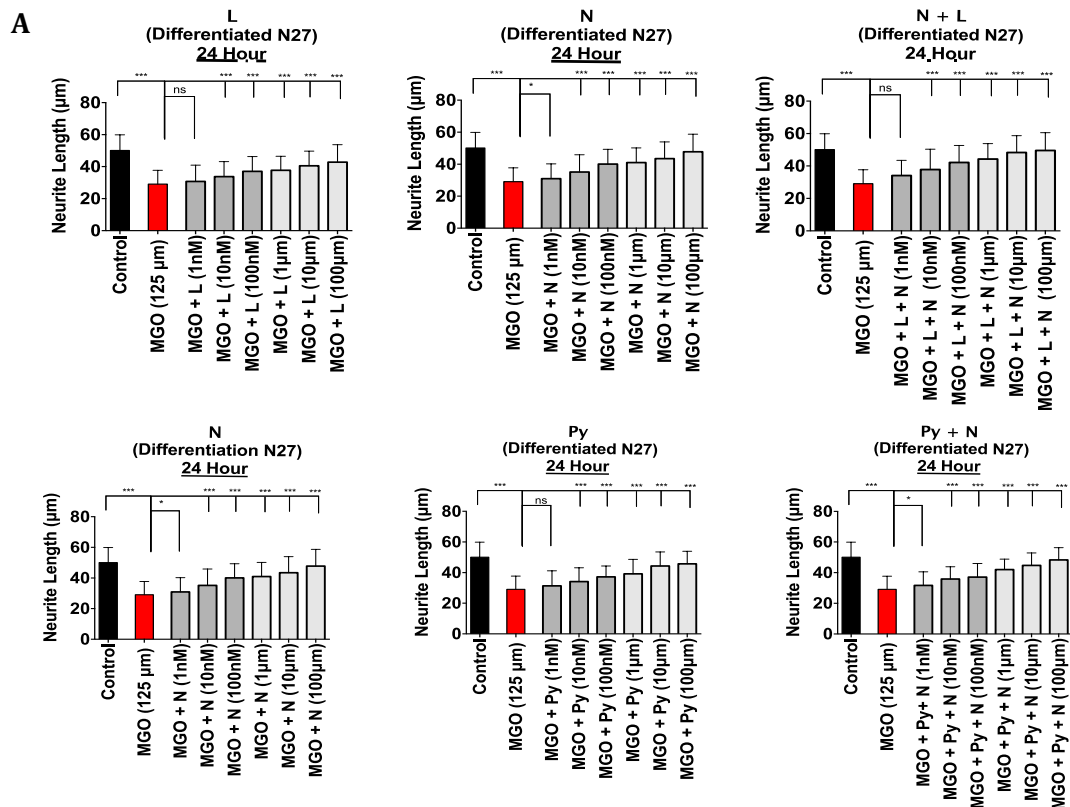 A
L
(Differentiated N27)
24 Hour
*** *** *** *** *** ***
ns
Neurite Length (µm)
80
60
40
20
0
Control
MGO (125 µm)
MGO + L (1nM)
MGO + L (10nM)
MGO + L (100nM)
MGO + L (1µm)
MGO + L (10µm)
MGO + L (100µm)
N
(Differentiated N27)
24 Hour
*** *** *** *** *** ***
*
Neurite Length (µm)
80
60
40
20
0
Control
MGO (125 µm)
MGO + N (1nM)
MGO + N (10nM)
MGO + N (100nM)
MGO + N (1µm)
MGO + N (10µm)
MGO + N (100µm)
N + L
(Differentiated N27)
24 Hour
*** *** *** *** *** ***
ns
Neurite Length (µm)
80
60
40
20
0
Control
MGO (125 µm)
MGO + L + N (1nM)
MGO + L + N (10nM)
MGO + L + N (100nM)
MGO + L + N (1µm)
MGO + L + N (10µm)
MGO + L + N (100µm)
N
(Differentiation N27)
24 Hour
*** *** *** *** *** ***
*
Neurite Length (µm)
80
60
40
20
0
Control
MGO (125 µm)
MGO + N (1nM)
MGO + N (10nM)
MGO + N (100nM)
MGO + N (1µm)
MGO + N (10µm)
MGO + N (100µm)
Py
(Differentiated N27)
24 Hour
*** *** *** *** *** ***
ns
Neurite Length (µm)
80
60
40
20
0
Control
MGO (125 µm)
MGO + Py (1nM)
MGO + Py (10nM)
MGO + Py (100nM)
MGO + Py (1µm)
MGO + Py (10µm)
MGO + Py (100µm)
Py + N
(Differentiated N27)
24 Hour
*** *** *** *** *** ***
*
Neurite Length (µm)
80
60
40
20
0
Control
MGO (125 µm)
MGO + Py + N (1nM)
MGO + Py + N (10nM)
MGO + Py + N (100nM)
MGO + Py + N (1µm)
MGO + Py + N (10µm)
MGO + Py + N (100µm)